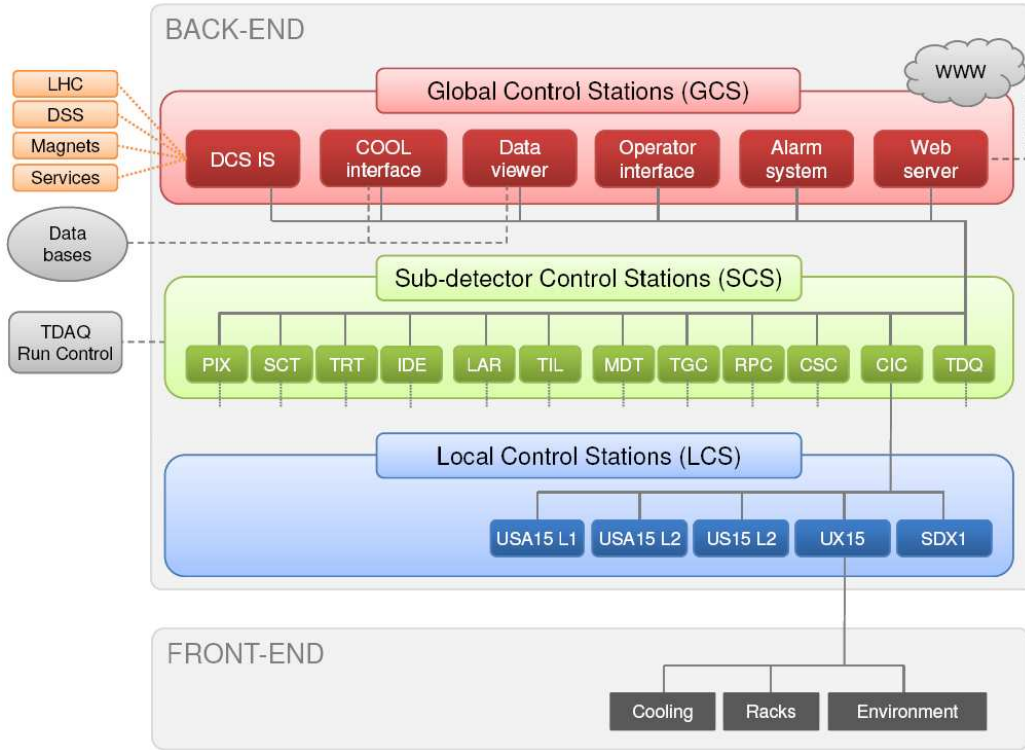 BACK-END
WWW
LHC
DSS
Magnets
Services
Global Control Stations (GCS)
DCS IS
COOL
interface
Data
viewer
Operator
interface
Alarm
system
Web
server
Data
bases
Sub-detector Control Stations (SCS)
TDAQ
Run Control
PIX
SCT
TRT
IDE
LAR
TIL
MDT
TGC
RPC
CSC
CIC
TDQ
Local Control Stations (LCS)
USA15 L1
USA15 L2
US15 L2
UX15
SDX1
FRONT-END
Cooling
Racks
Environment